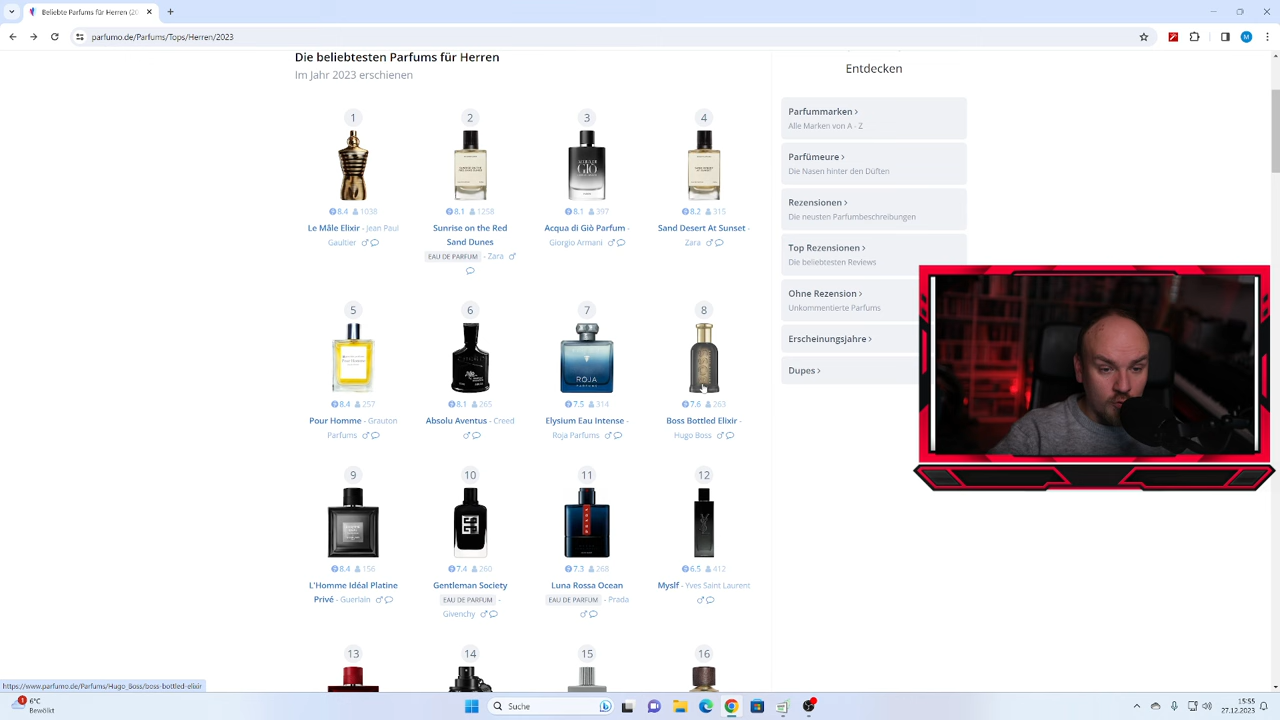 Beliebte Parfums für Herren (20
parfumo.de/Parfums/Tops/Herren/2023
Die beliebtesten Parfums für Herren
Im Jahr 2023 erschienen
1
2
3
4
8.4 1038
8.1 1258
8.1 397
8.2 315
Le Mâle Elixir - Jean Paul
Gaultier
Sunrise on the Red
Sand Dunes
EAU DE PARFUM - Zara
Acqua di Giò Parfum -
Giorgio Armani
Sand Desert At Sunset -
Zara
5
6
7
8
ROJA
8.4 257
8.1 265
7.5 314
7.6 263
Pour Homme - Grauton
Parfums
Absolu Aventus - Creed
Elysium Eau Intense -
Roja Parfums
Boss Bottled Elixir -
Hugo Boss
9
10
11
12
8.4 156
7.4 260
7.3 268
6.5 412
L'Homme Idéal Platine
Privé - Guerlain
Gentleman Society
EAU DE PARFUM -
Givenchy
Luna Rossa Ocean
EAU DE PARFUM - Prada
Myslf - Yves Saint Laurent
13
14
15
16
Entdecken
Parfummarken
Alle Marken von A - Z
Parfümeure
Die Nasen hinter den Düften
Rezensionen
Die neusten Parfumbeschreibungen
Top Rezensionen
Die beliebtesten Reviews
Ohne Rezension
Unkommentierte Parfums
Erscheinungsjahre
Dupes
https://www.parfumo.de/Parfums/Hugo_Boss/boss-bottled-elixir
1
6°C
Bewölkt
Suche
15:55
27.12.2023